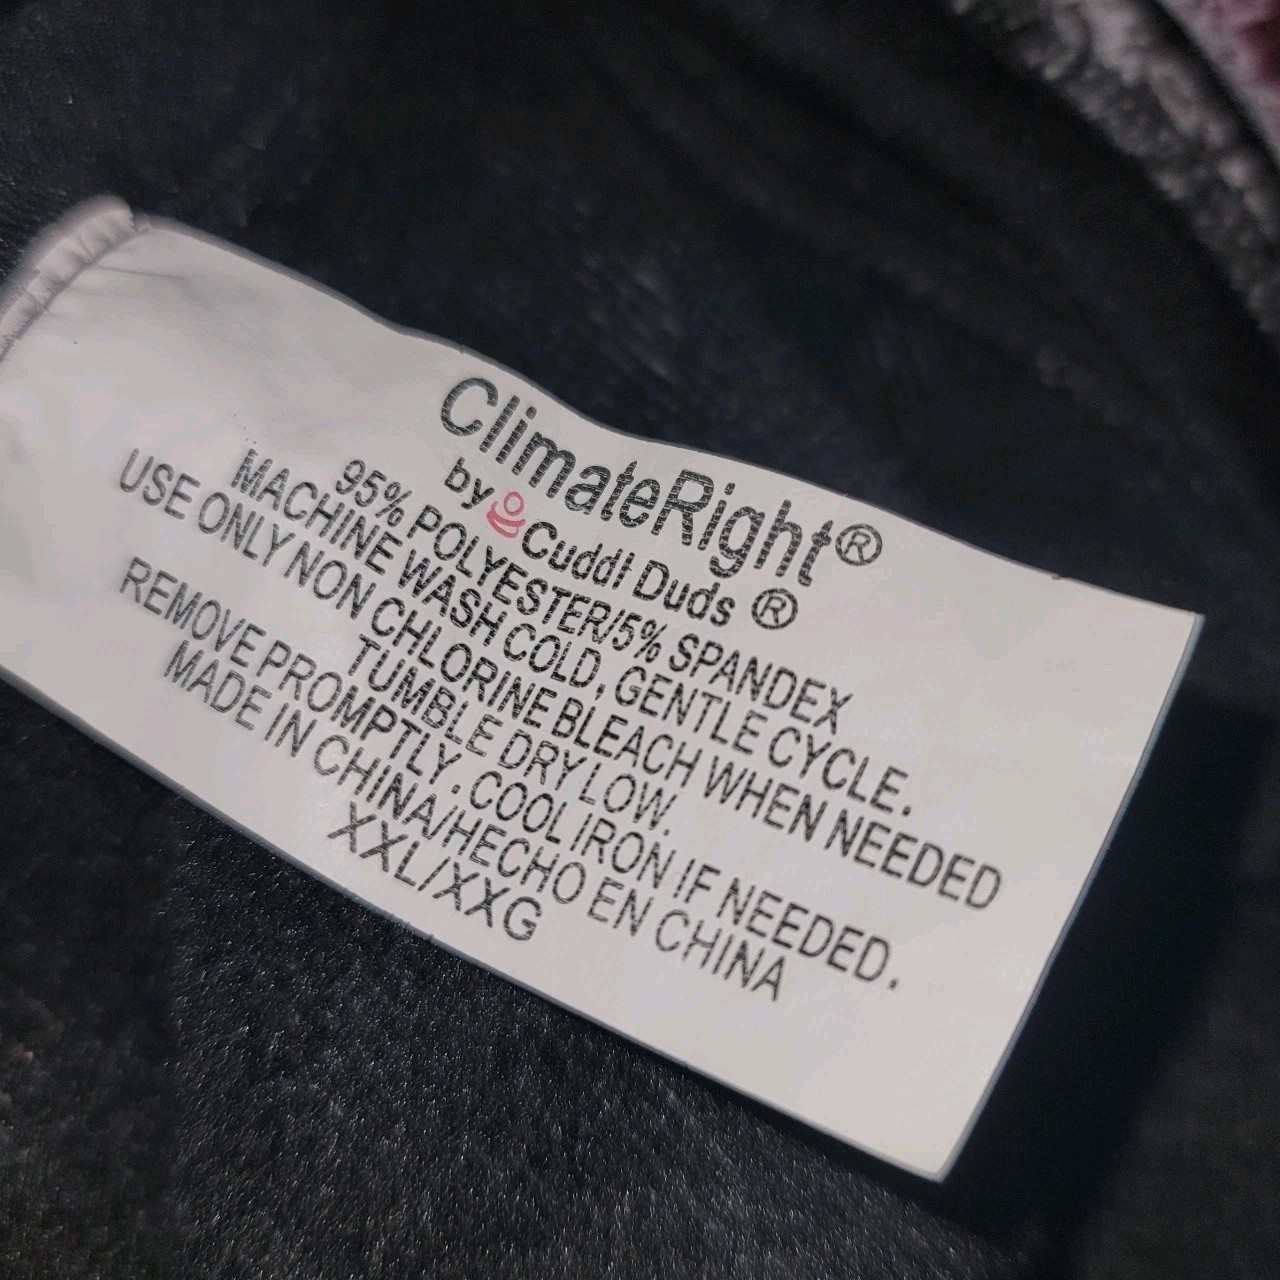 ClimateRight®
by Cuddl Duds ®
95% POLYESTER/5% SPANDEX
MACHINE WASH COLD, GENTLE CYCLE.
USE ONLY NON CHLORINE BLEACH WHEN NEEDED
TUMBLE DRY LOW.
REMOVE PROMPTLY. COOL IRON IF NEEDED.
MADE IN CHINA/HECHO EN CHINA
XXL/XXG